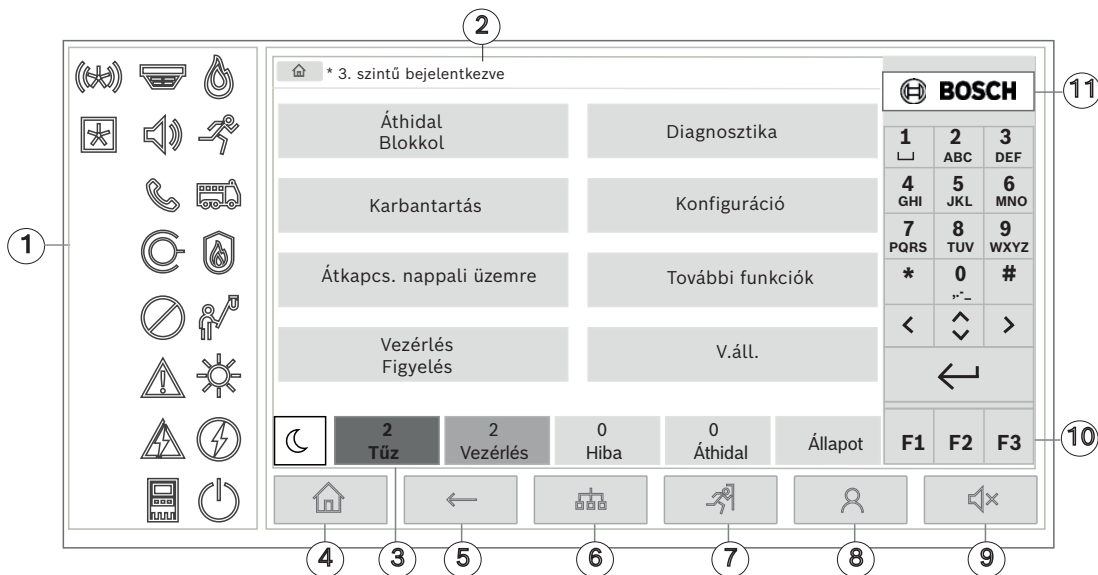 2
* 3. szintű bejelentkezve
BOSCH
11
Áthidal
Blokkol
Diagnosztika
Karbantartás
Konfiguráció
Átkapcs. nappali üzemre
További funkciók
Vezérlés
Figyelés
V.áll.
1
1 2 3
ABC DEF
4 5 6
GHI JKL MNO
7 8 9
PQRS TUV WXYZ
* 0 #
,.-_
< >
F1 F2 F3
10
2 2 0 0
Tűz Vezérlés Hiba Áthidal Állapot
4 3 5 6 7 8 9